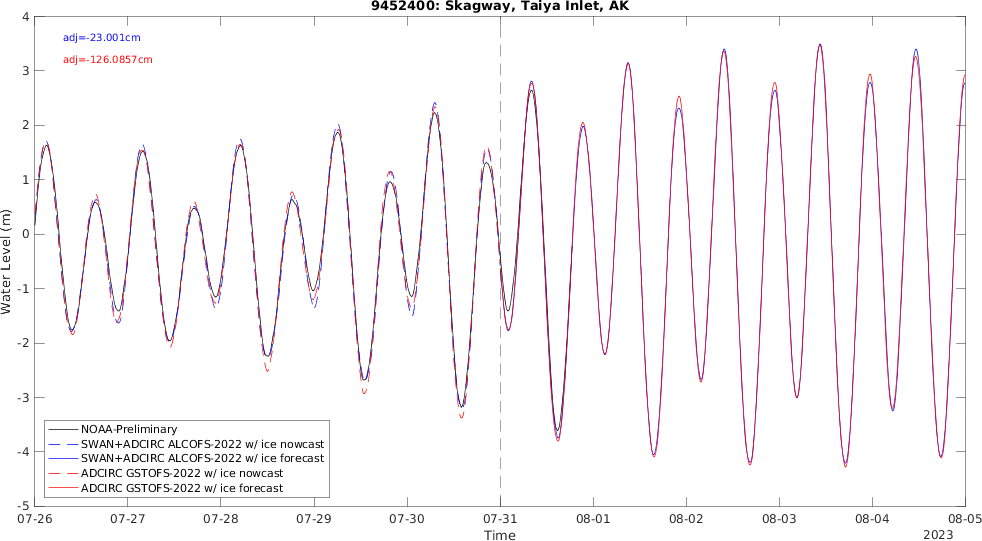 9452400: Skagway, Taiya Inlet, AK
adj=-23.001cm
adj=-126.0857cm
Water Level (m)
4
3
2
1
0
-1
-2
-3
-4
-5
NOAA-Preliminary
SWAN+ADCIRC ALCOFS-2022 w/ ice nowcast
SWAN+ADCIRC ALCOFS-2022 w/ ice forecast
ADCIRC GSTOFS-2022 w/ ice nowcast
ADCIRC GSTOFS-2022 w/ ice forecast
07-26 07-27 07-28 07-29 07-30 07-31 08-01 08-02 08-03 08-04 08-05
Time
2023